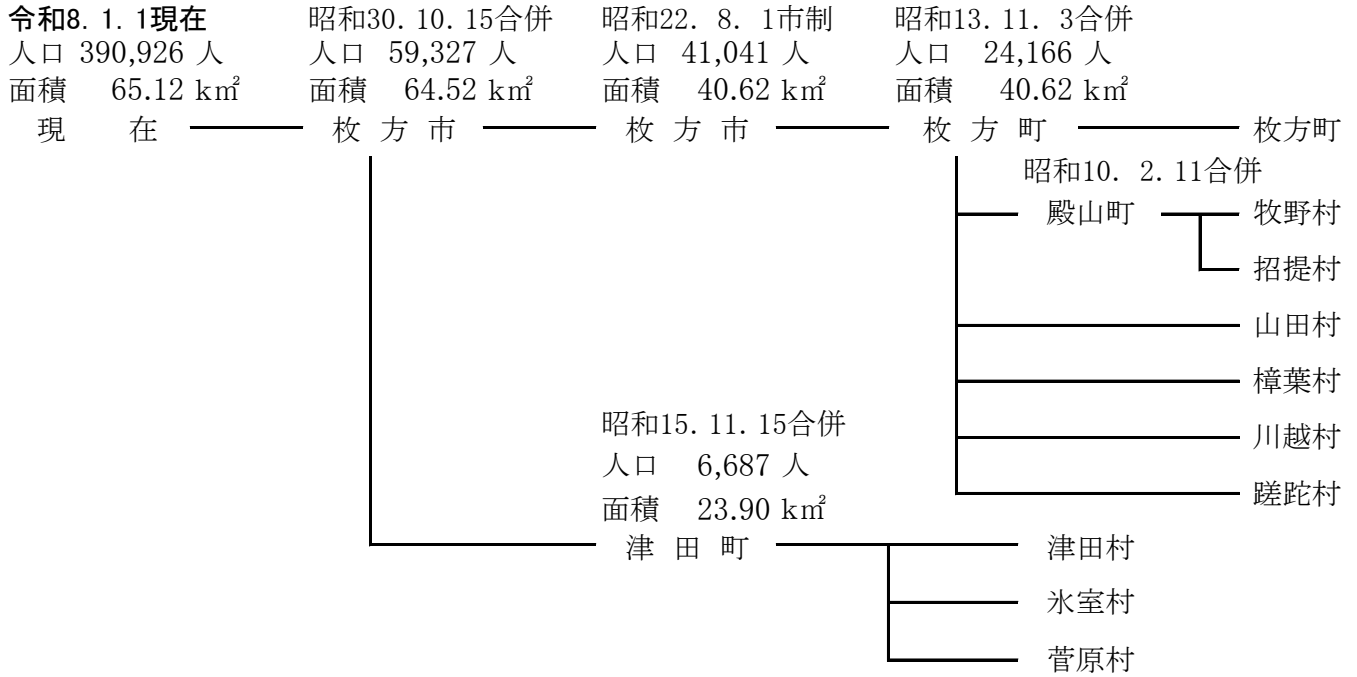 令和8. 1. 1現在 昭和30. 10. 15合併 昭和22. 8. 1市制 昭和13. 11. 3合併
人口 390,926 人 人口 59,327 人 人口 41,041 人 人口 24,166 人
面積 65.12 k㎡ 面積 64.52 k㎡ 面積 40.62 k㎡ 面積 40.62 k㎡
現 在 枚 方 市 枚 方 市 枚 方 町 枚方町
昭和10. 2. 11合併
殿山町 牧野村
招提村
山田村
樟葉村
川越村
蹉跎村
昭和15. 11. 15合併
人口 6,687 人
面積 23.90 k㎡
津 田 町 津田村
氷室村
菅原村